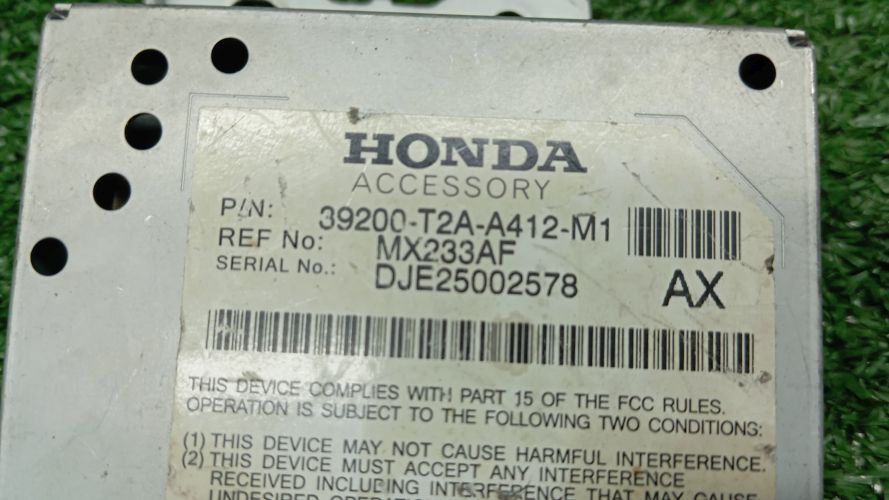 HONDA
ACCESSORY
P/N: 39200-T2A-A412-M1
REF No: MX233AF
SERIAL No.: DJE25002578
AX
THIS DEVICE COMPLIES WITH PART 15 OF THE FCC RULES.
OPERATION IS SUBJECT TO THE FOLLOWING TWO CONDITIONS:
(1) THIS DEVICE MAY NOT CAUSE HARMFUL INTERFERENCE.
(2) THIS DEVICE MUST ACCEPT ANY INTERFERENCE
RECEIVED INCLUDING INTERFERENCE THAT MAY CAUSE
UNDESIRED